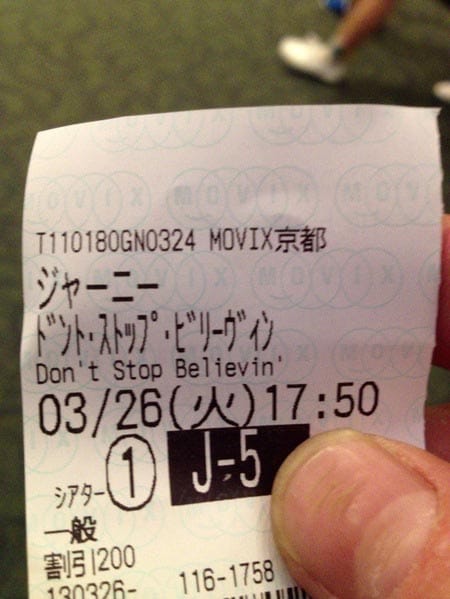 T110180GN0324 MOVIX京都
ジャーニー
ﾄﾞﾝﾄ･ｽﾄｯﾌﾟ･ﾋﾞﾘｰｳﾞｨﾝ
Don't Stop Believin'
03/26(火)17:50
シアター ① J-5
一般
割引1200
130326- 116-1758